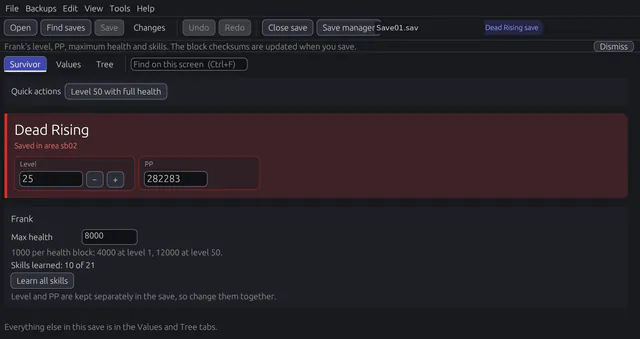 File Backups Edit View Tools Help
Open Find saves Save Changes Undo Redo Close save Save manager Save01.sav Dead Rising save
Frank's level, PP, maximum health and skills. The block checksums are updated when you save. Dismiss
Survivor Values Tree Find on this screen (Ctrl+F)
Quick actions Level 50 with full health
Dead Rising
Saved in area sb02
Level PP
25 − + 282283
Frank
Max health 8000
1000 per health block: 4000 at level 1, 12000 at level 50.
Skills learned: 10 of 21
Learn all skills
Level and PP are kept separately in the save, so change them together.
Everything else in this save is in the Values and Tree tabs.